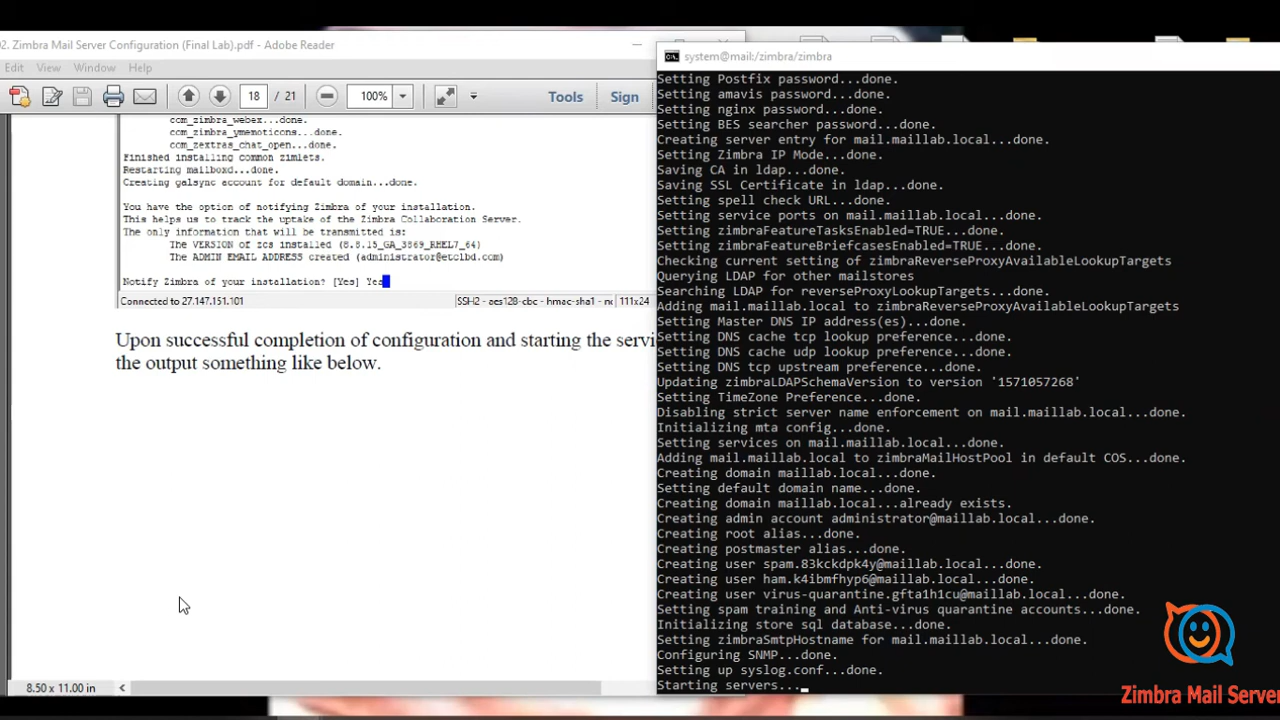 02. Zimbra Mail Server Configuration (Final Lab).pdf - Adobe Reader
Edit View Window Help
18 / 21
100%
Tools
Sign
ccm_zimbra_webex...done.
ccm_zimbra_ymemoticons...done.
ccm_zextras_chat_open...done.
Finished installing common zimlets.
Restarting mailboxd...done.
Creating galsync account for default domain...done.
You have the option of notifying Zimbra of your installation.
This helps us to track the uptake of the Zimbra Collaboration Server.
The only information that will be transmitted is:
The VERSION of zcs installed (8.8.15_GA_3869_RHEL7_64)
The ADMIN EMAIL ADDRESS created (administrator@etclbd.com)
Notify Zimbra of your installation? [Yes] Yes
Connected to 27.147.151.101
SSH2 - aes128-cbc - hmac-sha1 - nc
111x24
Upon successful completion of configuration and starting the servi
the output something like below.
8.50 x 11.00 in
system@mail:/zimbra/zimbra
Setting Postfix password...done.
Setting amavis password...done.
Setting nginx password...done.
Setting BES searcher password...done.
Creating server entry for mail.maillab.local...done.
Setting Zimbra IP Mode...done.
Saving CA in ldap...done.
Saving SSL Certificate in ldap...done.
Setting spell check URL...done.
Setting service ports on mail.maillab.local...done.
Setting zimbraFeatureTasksEnabled=TRUE...done.
Setting zimbraFeatureBriefcasesEnabled=TRUE...done.
Checking current setting of zimbraReverseProxyAvailableLookupTargets
Querying LDAP for other mailstores
Searching LDAP for reverseProxyLookupTargets...done.
Adding mail.maillab.local to zimbraReverseProxyAvailableLookupTargets
Setting Master DNS IP address(es)...done.
Setting DNS cache tcp lookup preference...done.
Setting DNS cache udp lookup preference...done.
Setting DNS tcp upstream preference...done.
Updating zimbraLDAPSchemaVersion to version '1571057268'
Setting TimeZone Preference...done.
Disabling strict server name enforcement on mail.maillab.local...done.
Initializing mta config...done.
Setting services on mail.maillab.local...done.
Adding mail.maillab.local to zimbraMailHostPool in default COS...done.
Creating domain maillab.local...done.
Setting default domain name...done.
Creating domain maillab.local...already exists.
Creating admin account administrator@maillab.local...done.
Creating root alias...done.
Creating postmaster alias...done.
Creating user spam.83kckdpk4y@maillab.local...done.
Creating user ham.k4ibmfhyp6@maillab.local...done.
Creating user virus-quarantine.gfta1h1cu@maillab.local...done.
Setting spam training and Anti-virus quarantine accounts...done.
Initializing store sql database...done.
Setting zimbraSmtpHostname for mail.maillab.local...done.
Configuring SNMP...done.
Setting up syslog.conf...done.
Starting servers...
Zimbra Mail Server